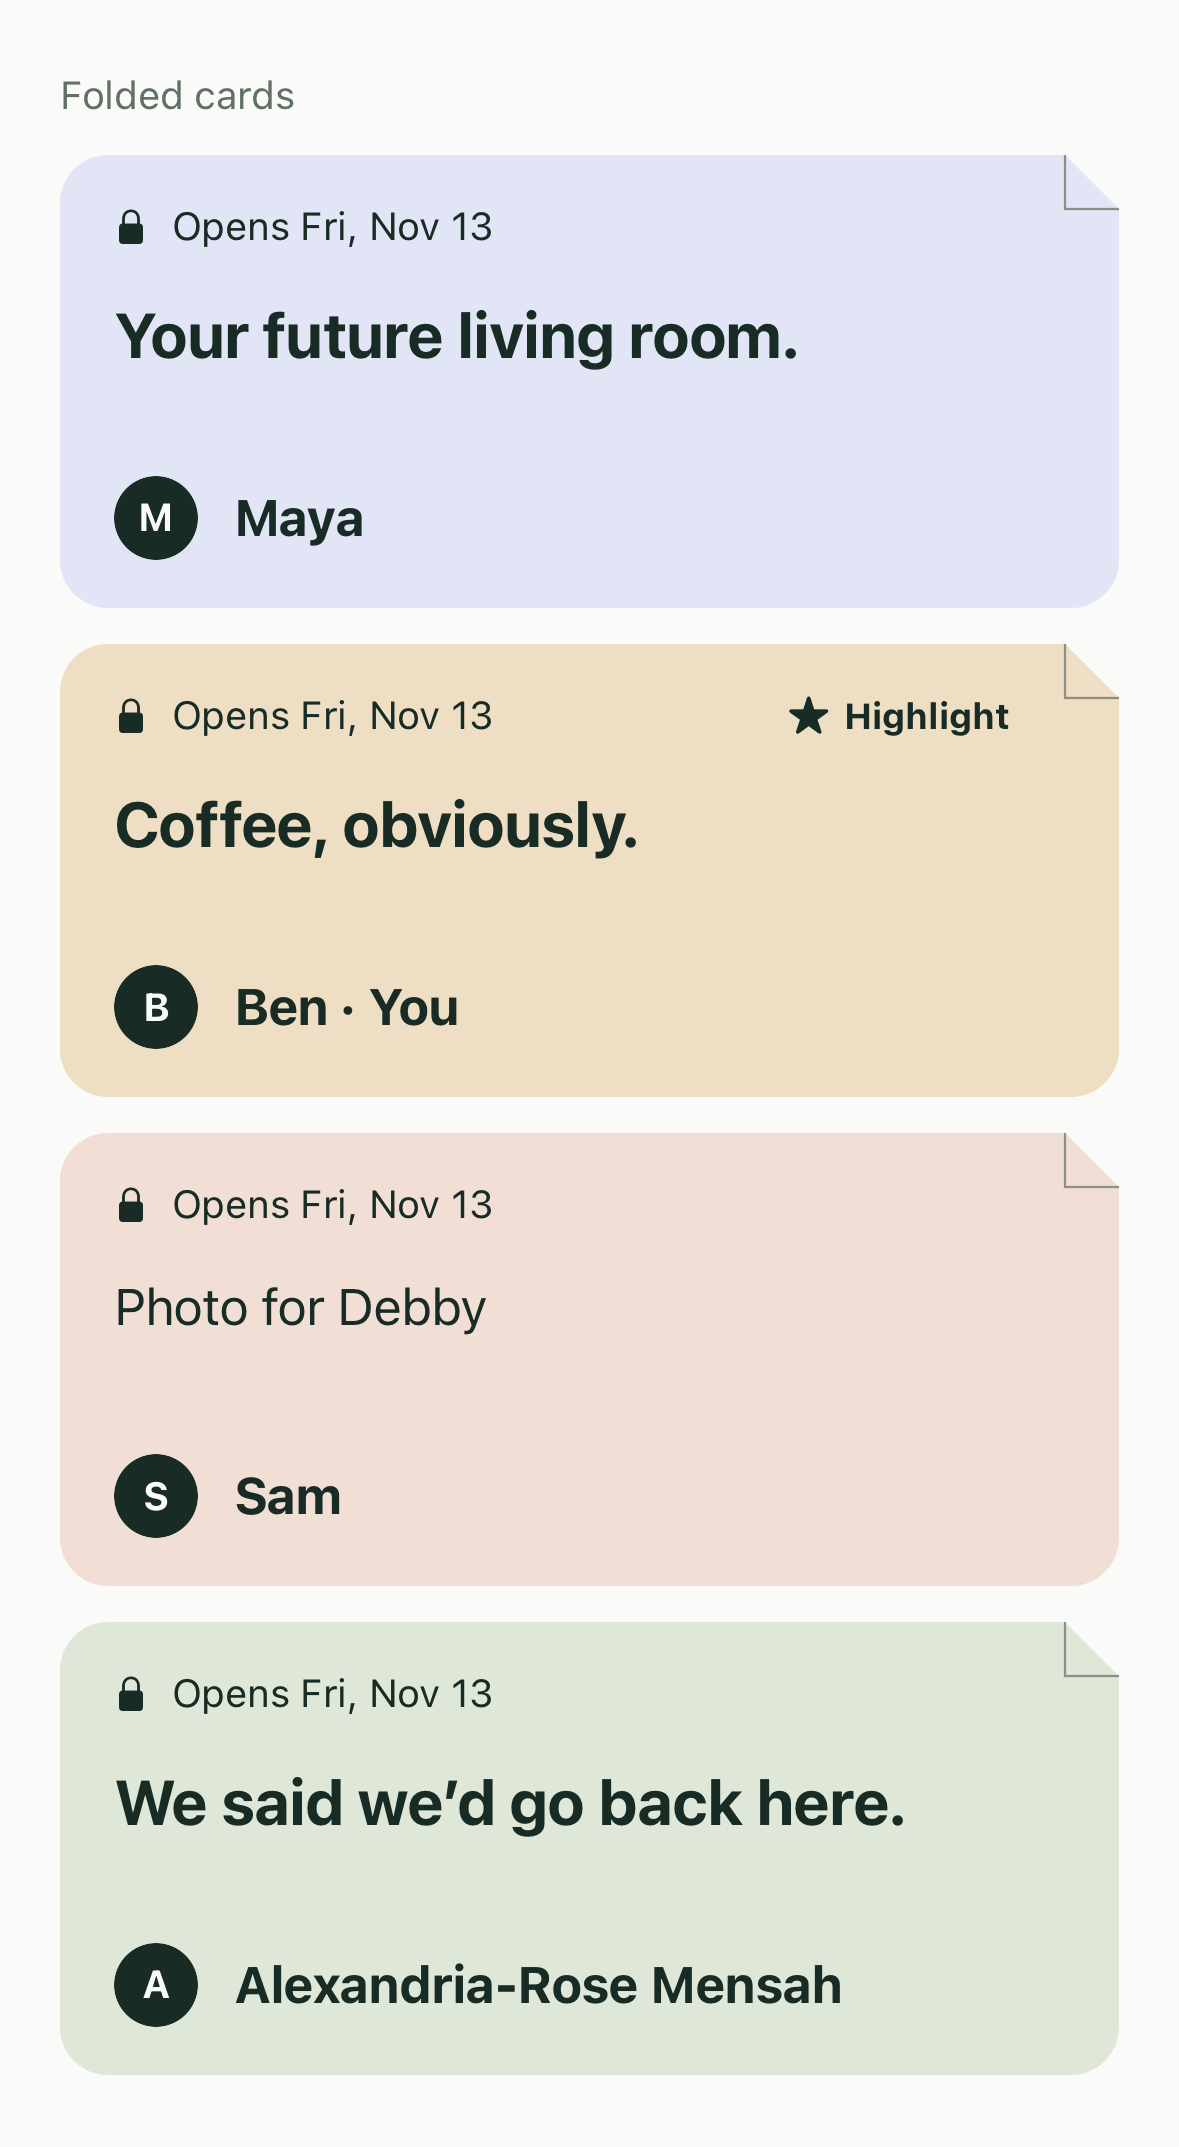 Folded cards
Opens Fri, Nov 13
Your future living room.
M Maya
Opens Fri, Nov 13 ★ Highlight
Coffee, obviously.
B Ben · You
Opens Fri, Nov 13
Photo for Debby
S Sam
Opens Fri, Nov 13
We said we’d go back here.
A Alexandria-Rose Mensah